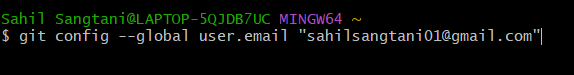 Sahil Sangtani@LAPTOP-5QJDB7UC MINGW64 ~
$ git config --global user.email "sahilsangtani01@gmail.com"